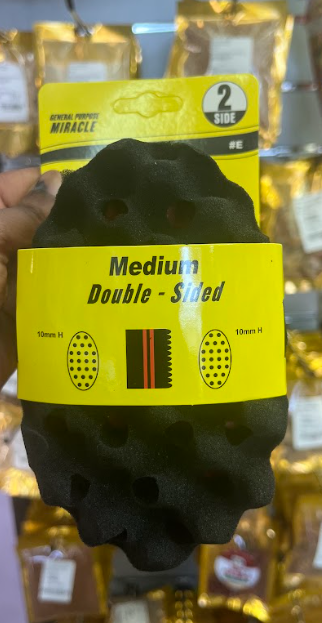 GENERAL PURPOSE
MIRACLE
2
SIDE
#E
Medium
Double - Sided
10mm H
10mm H